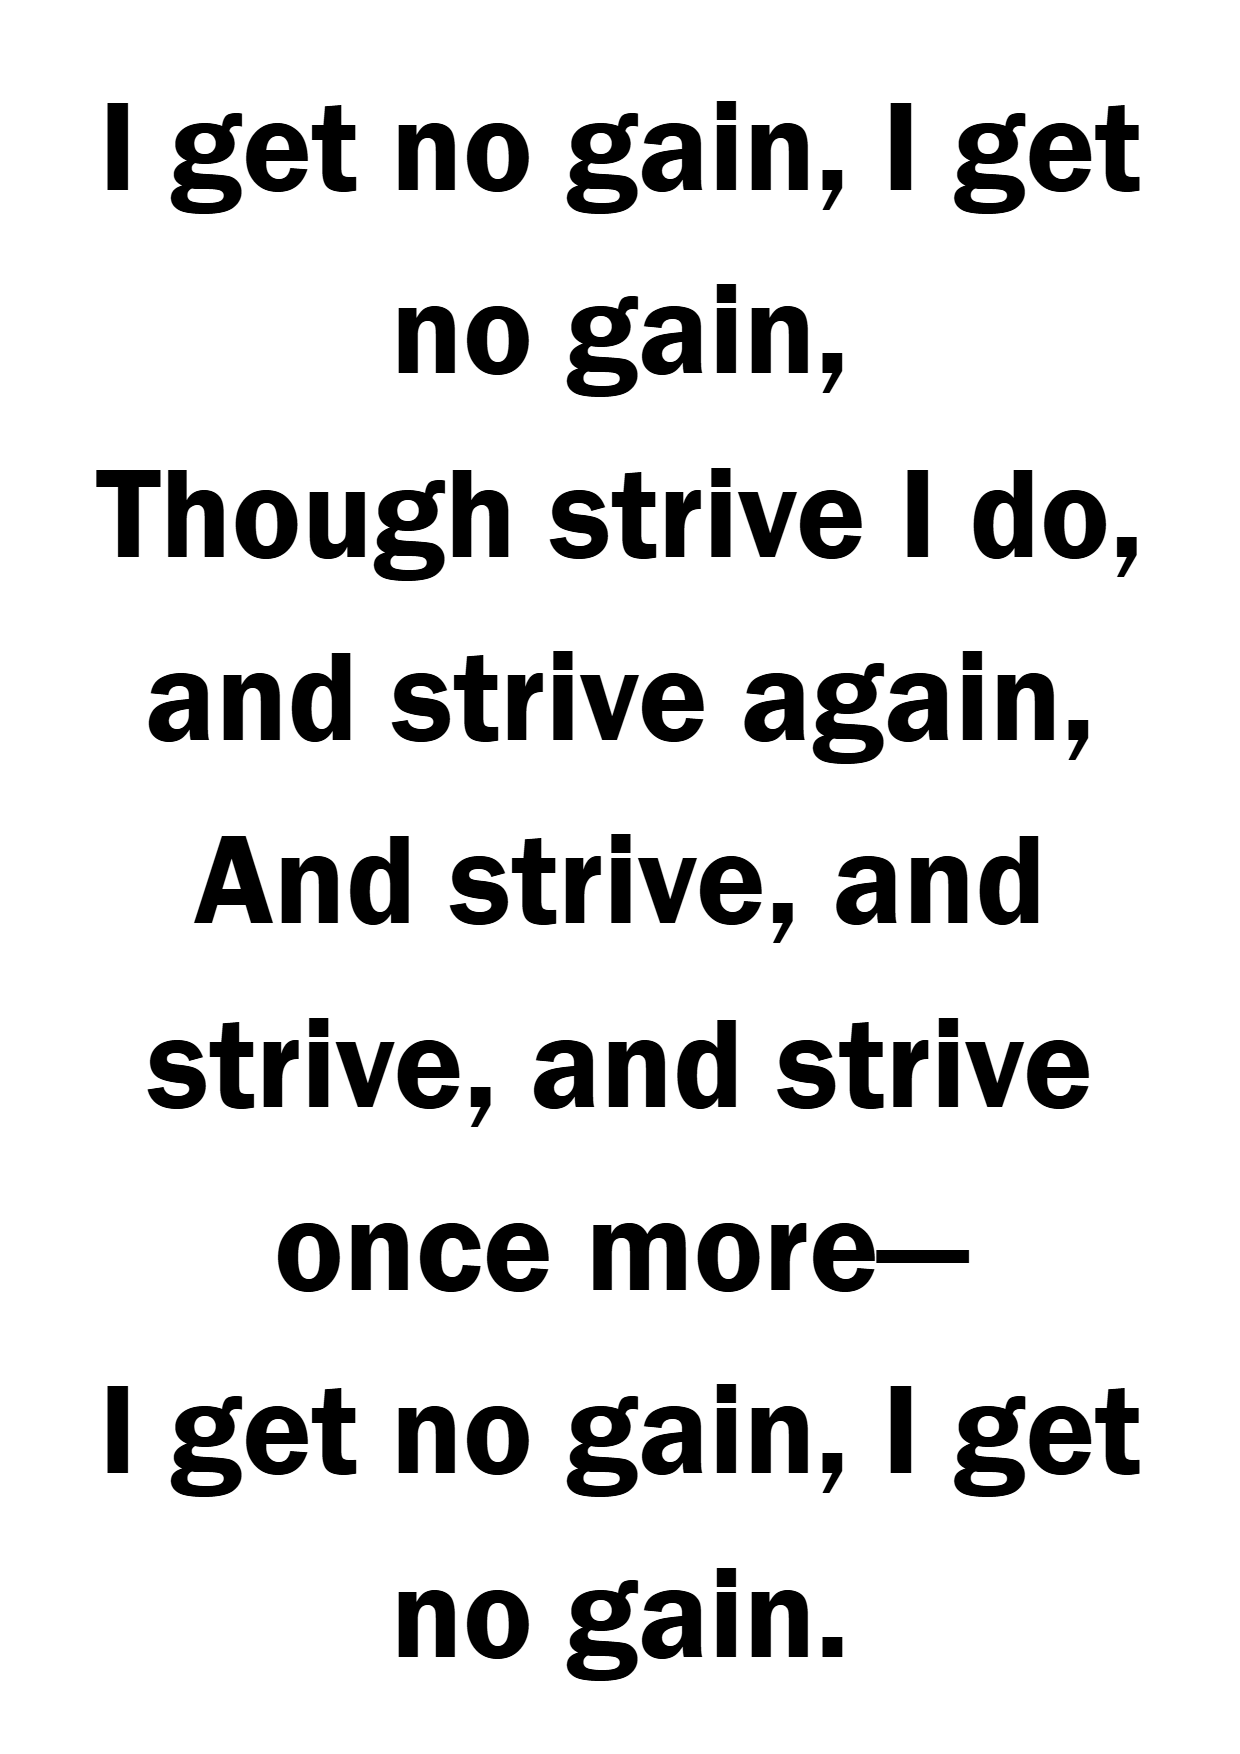 I get no gain, I get
no gain,
Though strive I do,
and strive again,
And strive, and
strive, and strive
once more—
I get no gain, I get
no gain.